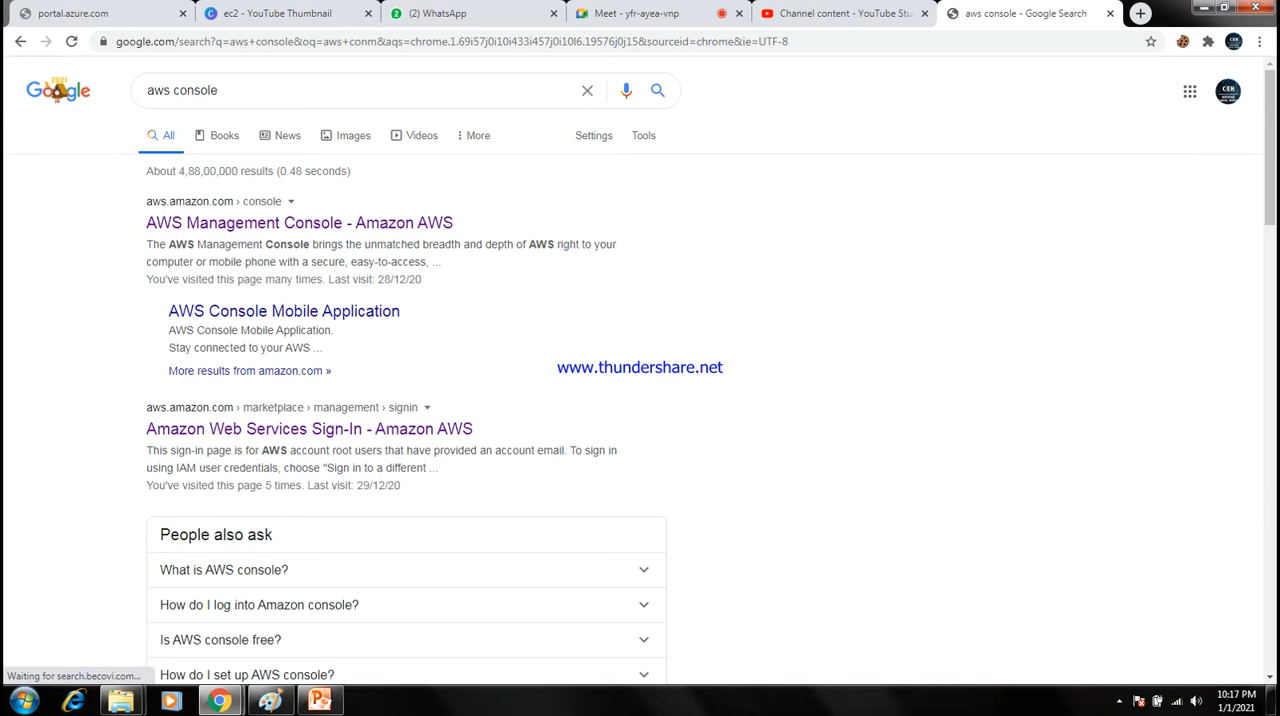 portal.azure.com
ec2 - YouTube Thumbnail
(2) WhatsApp
Meet - yfr-ayea-vnp
Channel content - YouTube Stu
aws console - Google Search
google.com/search?q=aws+console&oq=aws+conm&aqs=chrome.1.69i57j0i10i433i457j0i10l6.19576j0j15&sourceid=chrome&ie=UTF-8
2021
Google
aws console
CEH
All
Books
News
Images
Videos
More
Settings
Tools
About 4,88,00,000 results (0.48 seconds)
aws.amazon.com › console
AWS Management Console - Amazon AWS
The AWS Management Console brings the unmatched breadth and depth of AWS right to your
computer or mobile phone with a secure, easy-to-access, ...
You've visited this page many times. Last visit: 28/12/20
AWS Console Mobile Application
AWS Console Mobile Application.
Stay connected to your AWS ...
More results from amazon.com »
www.thundershare.net
aws.amazon.com › marketplace › management › signin
Amazon Web Services Sign-In - Amazon AWS
This sign-in page is for AWS account root users that have provided an account email. To sign in
using IAM user credentials, choose "Sign in to a different ...
You've visited this page 5 times. Last visit: 29/12/20
People also ask
What is AWS console?
How do I log into Amazon console?
Is AWS console free?
How do I set up AWS console?
Waiting for search.becovi.com...
10:17 PM
1/1/2021